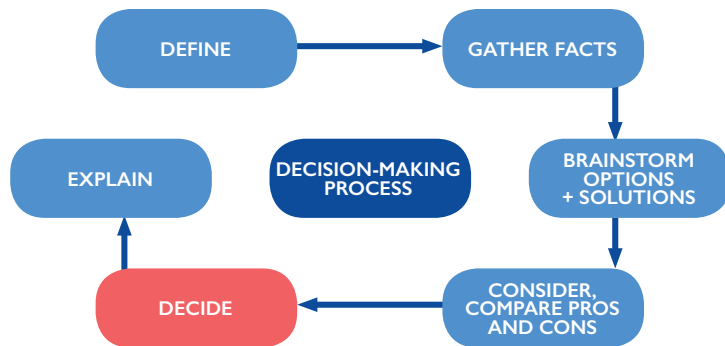 DEFINE
GATHER FACTS
BRAINSTORM
OPTIONS
+ SOLUTIONS
CONSIDER,
COMPARE PROS
AND CONS
DECIDE
EXPLAIN
DECISION-MAKING
PROCESS